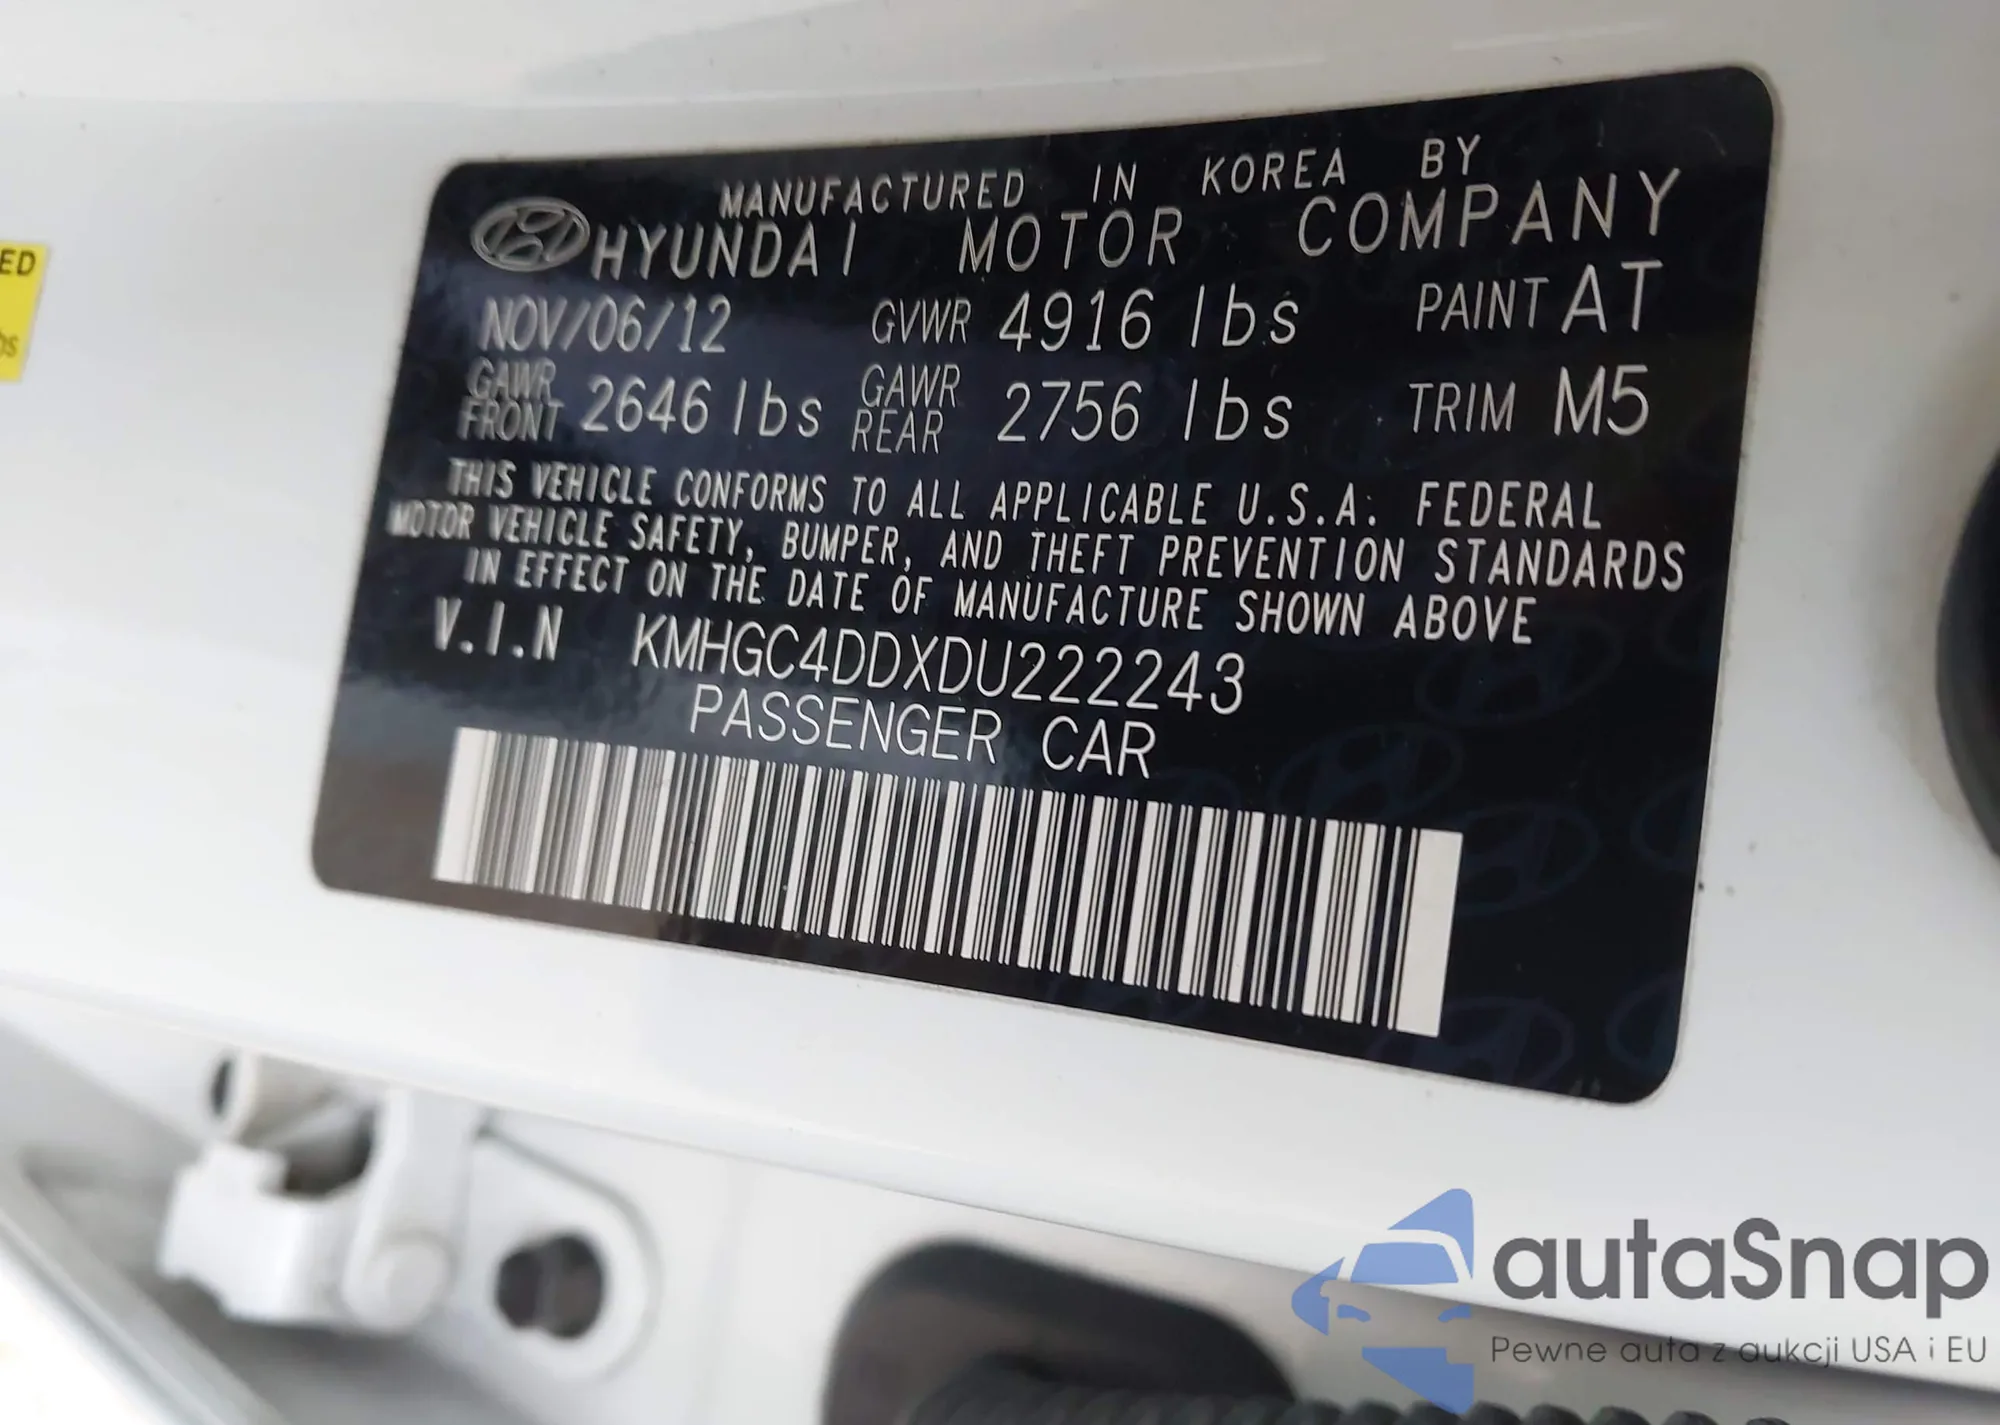 MANUFACTURED IN KOREA BY
HYUNDAI MOTOR COMPANY
NOV/06/12 GVWR 4916 lbs PAINT AT
GAWR FRONT 2646 lbs GAWR REAR 2756 lbs TRIM M5
THIS VEHICLE CONFORMS TO ALL APPLICABLE U.S.A. FEDERAL
MOTOR VEHICLE SAFETY, BUMPER, AND THEFT PREVENTION STANDARDS
IN EFFECT ON THE DATE OF MANUFACTURE SHOWN ABOVE
V.I.N KMHGC4DDXDU222243
PASSENGER CAR
autaSnap
Pewne auta z aukcji USA i EU